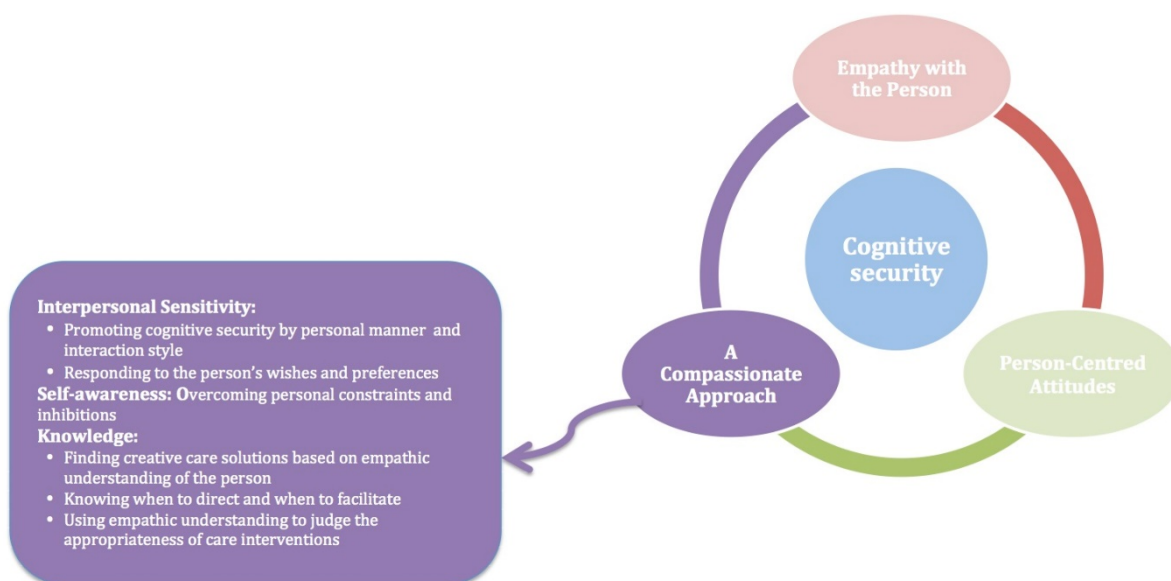 Empathy with
the Person
Cognitive
security
A
Compassionate
Approach
Person-Centred
Attitudes
Interpersonal Sensitivity:
• Promoting cognitive security by personal manner and
interaction style
• Responding to the person's wishes and preferences
Self-awareness: Overcoming personal constraints and
inhibitions
Knowledge:
• Finding creative care solutions based on empathic
understanding of the person
• Knowing when to direct and when to facilitate
• Using empathic understanding to judge the
appropriateness of care interventions